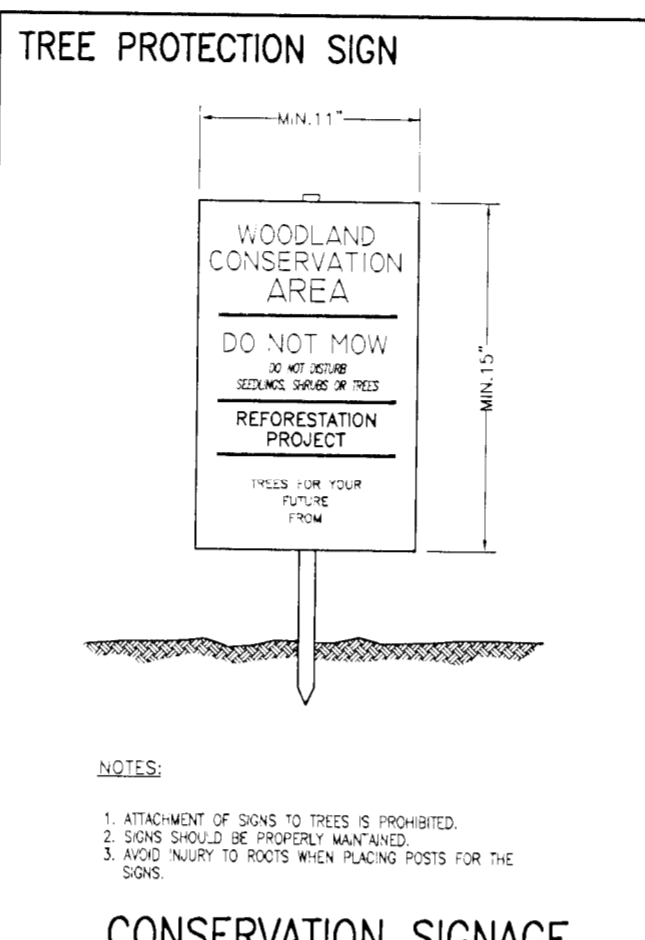 TREE PROTECTION SIGN
MIN.11"
WOODLAND
CONSERVATION
AREA
DO NOT MOW
DO NOT DISTURB
SEEDLINGS, SHRUBS OR TREES
REFORESTATION
PROJECT
TREES FOR YOUR
FUTURE
FROM
MIN.15"
NOTES:
1. ATTACHMENT OF SIGNS TO TREES IS PROHIBITED.
2. SIGNS SHOULD BE PROPERLY MAINTAINED.
3. AVOID INJURY TO ROOTS WHEN PLACING POSTS FOR THE
SIGNS.
CONSERVATION SIGNAGE